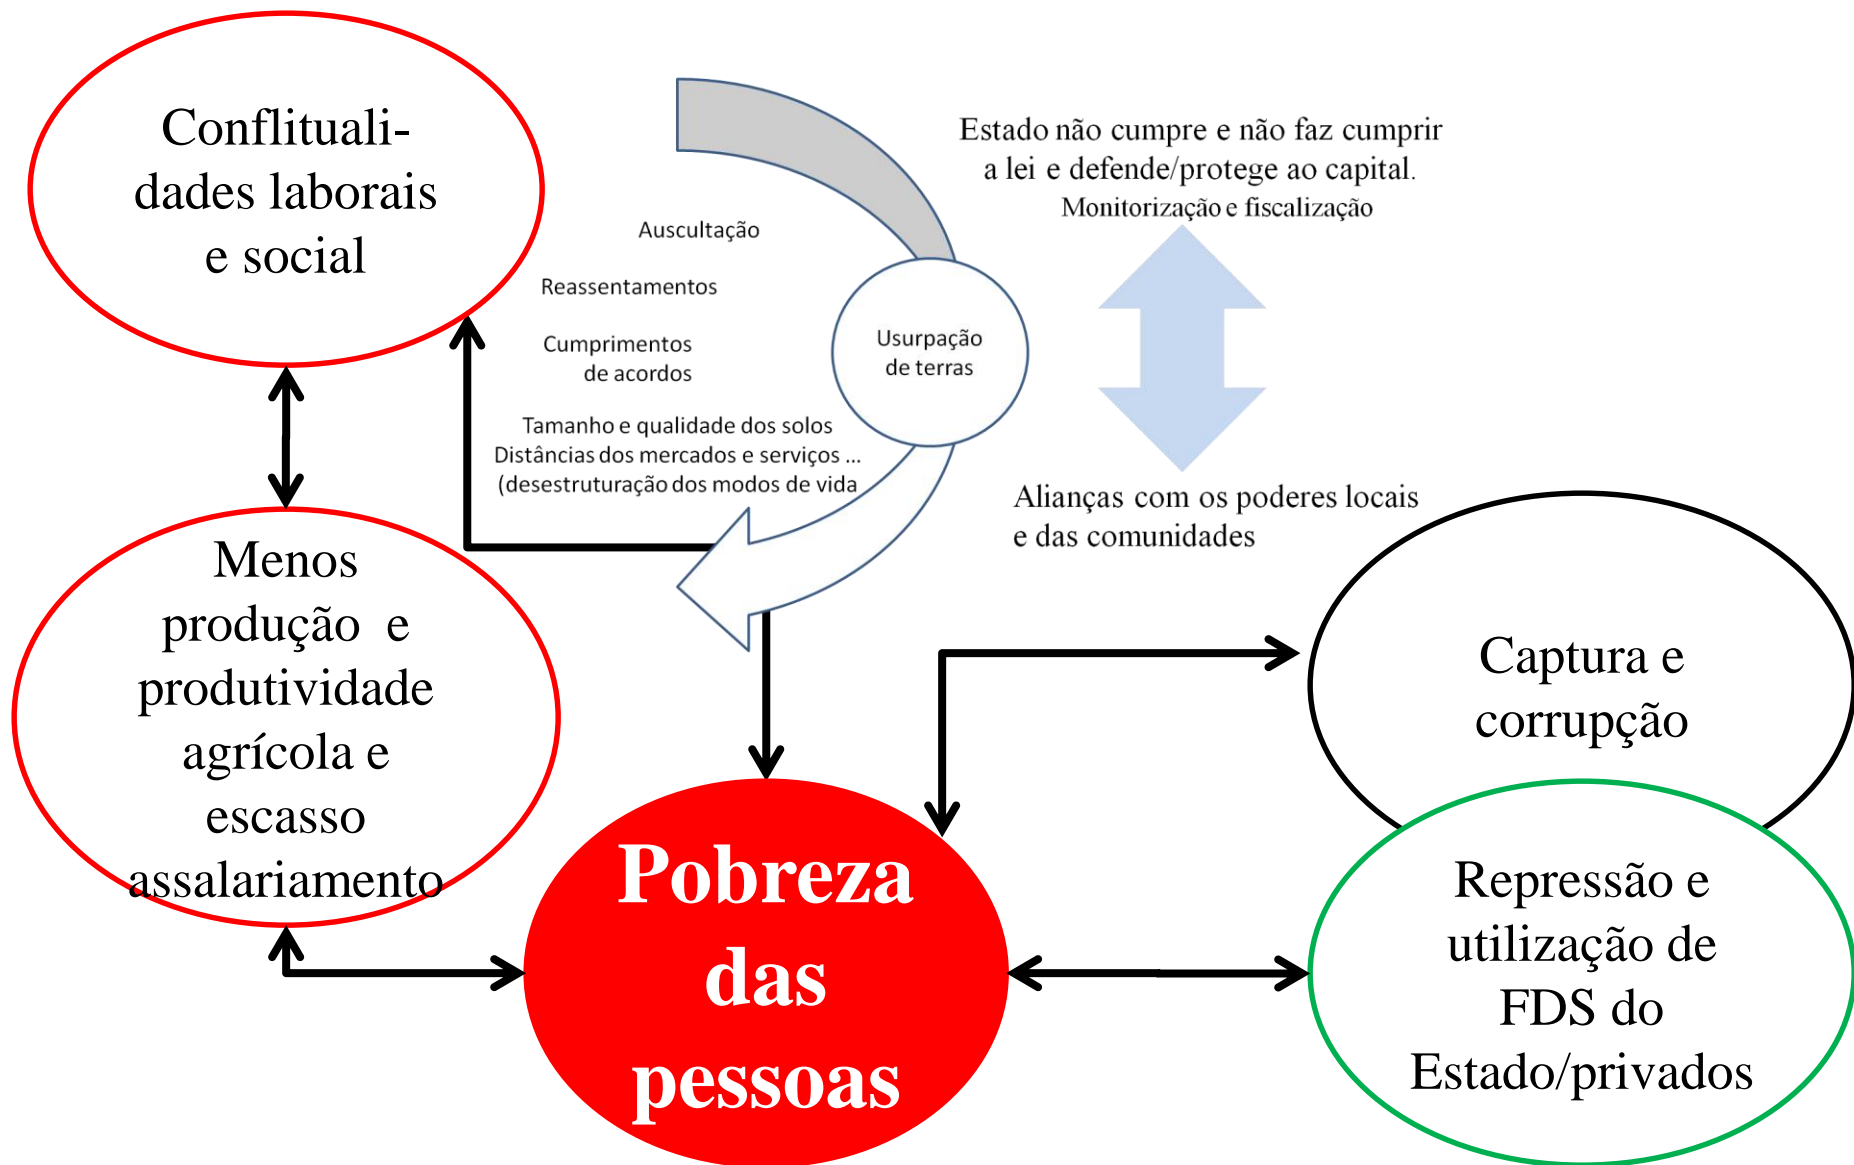 Conflituali-
dades laborais
e social
Estado não cumpre e não faz cumprir
a lei e defende/protege ao capital.
Monitorização e fiscalização
Auscultação
Reassentamentos
Cumprimentos
de acordos
Tamanho e qualidade dos solos
Distâncias dos mercados e serviços ...
(desestruturação dos modos de vida
Usurpação
de terras
Alianças com os poderes locais
e das comunidades
Menos
produção e
produtividade
agrícola e
escasso
assalariamento
Captura e
corrupção
Pobreza
das
pessoas
Repressão e
utilização de
FDS do
Estado/privados